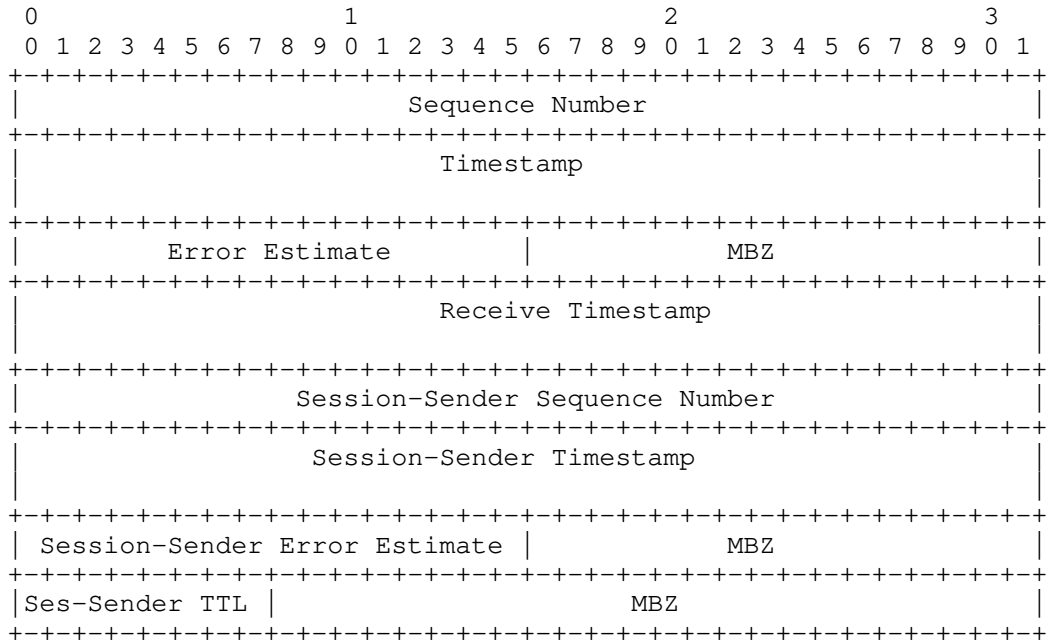 0                   1                   2                   3
 0 1 2 3 4 5 6 7 8 9 0 1 2 3 4 5 6 7 8 9 0 1 2 3 4 5 6 7 8 9 0 1
+-+-+-+-+-+-+-+-+-+-+-+-+-+-+-+-+-+-+-+-+-+-+-+-+-+-+-+-+-+-+-+-+
|                        Sequence Number                        |
+-+-+-+-+-+-+-+-+-+-+-+-+-+-+-+-+-+-+-+-+-+-+-+-+-+-+-+-+-+-+-+-+
|                          Timestamp                            |
|                                                               |
+-+-+-+-+-+-+-+-+-+-+-+-+-+-+-+-+-+-+-+-+-+-+-+-+-+-+-+-+-+-+-+-+
|         Error Estimate        |            MBZ                |
+-+-+-+-+-+-+-+-+-+-+-+-+-+-+-+-+-+-+-+-+-+-+-+-+-+-+-+-+-+-+-+-+
|                          Receive Timestamp                    |
|                                                               |
+-+-+-+-+-+-+-+-+-+-+-+-+-+-+-+-+-+-+-+-+-+-+-+-+-+-+-+-+-+-+-+-+
|                 Session-Sender Sequence Number                |
+-+-+-+-+-+-+-+-+-+-+-+-+-+-+-+-+-+-+-+-+-+-+-+-+-+-+-+-+-+-+-+-+
|                  Session-Sender Timestamp                     |
|                                                               |
+-+-+-+-+-+-+-+-+-+-+-+-+-+-+-+-+-+-+-+-+-+-+-+-+-+-+-+-+-+-+-+-+
| Session-Sender Error Estimate |            MBZ                |
+-+-+-+-+-+-+-+-+-+-+-+-+-+-+-+-+-+-+-+-+-+-+-+-+-+-+-+-+-+-+-+-+
|Ses-Sender TTL |                      MBZ                      |
+-+-+-+-+-+-+-+-+-+-+-+-+-+-+-+-+-+-+-+-+-+-+-+-+-+-+-+-+-+-+-+-+